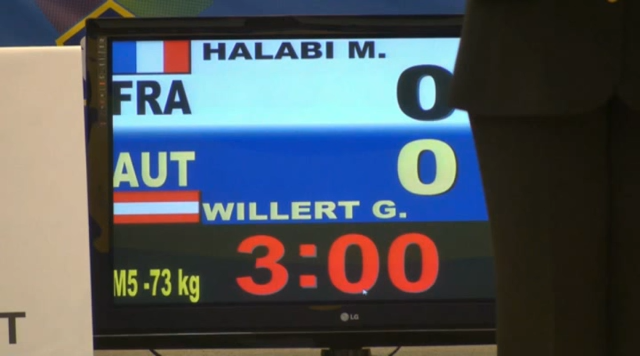 HALABI M.
FRA 0
AUT 0
WILLERT G.
M5 -73 kg 3:00
LG
T